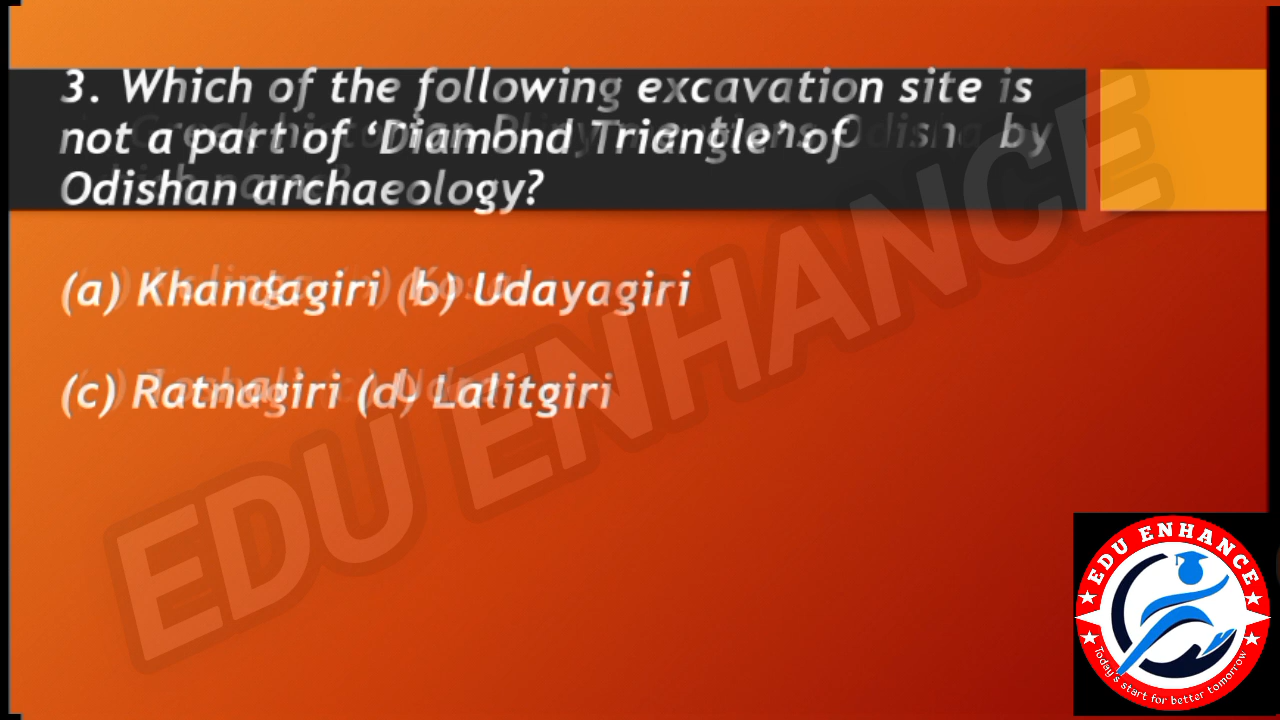 3. Which of the following excavation site is
not a part of ‘Diamond Triangle’ of
Odishan archaeology?
(a) Khandagiri (b) Udayagiri
(c) Ratnagiri (d) Lalitgiri
EDU ENHANCE
EDU ENHANCE
Today's start for better tomorrow